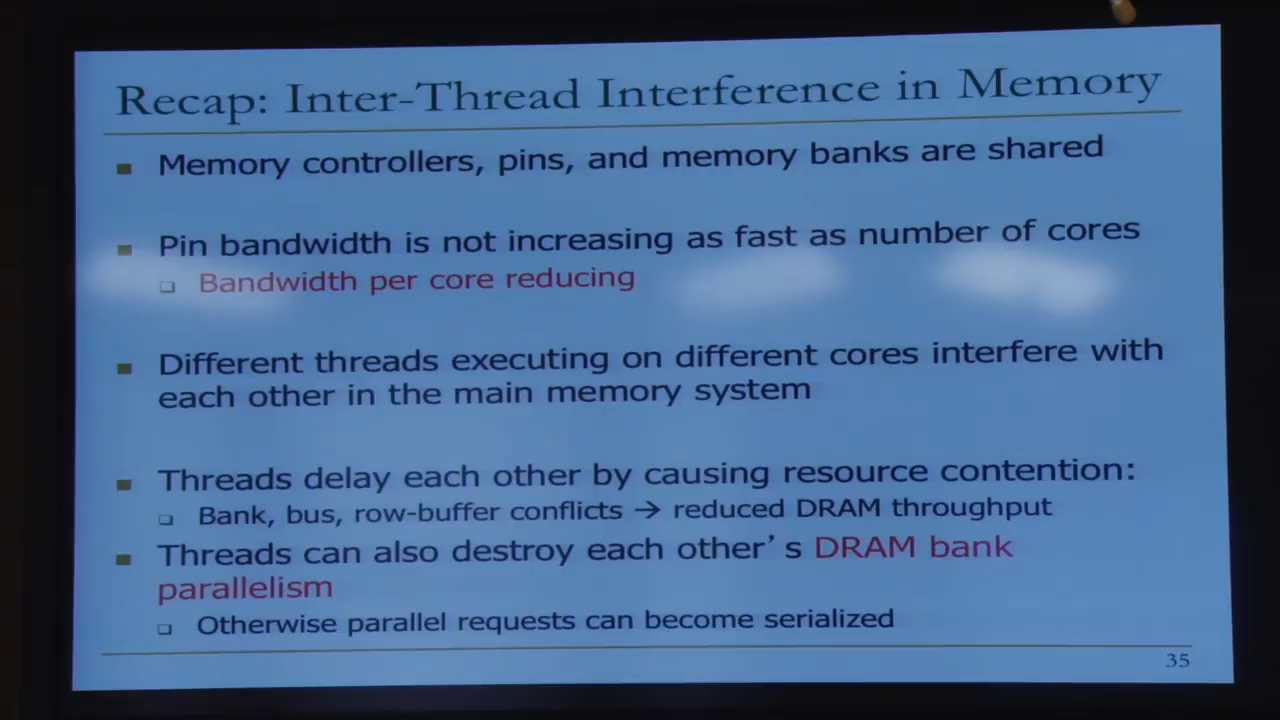 Recap: Inter-Thread Interference in Memory
Memory controllers, pins, and memory banks are shared
Pin bandwidth is not increasing as fast as number of cores
Bandwidth per core reducing
Different threads executing on different cores interfere with
each other in the main memory system
Threads delay each other by causing resource contention:
Bank, bus, row-buffer conflicts → reduced DRAM throughput
Threads can also destroy each other's DRAM bank
parallelism
Otherwise parallel requests can become serialized
35